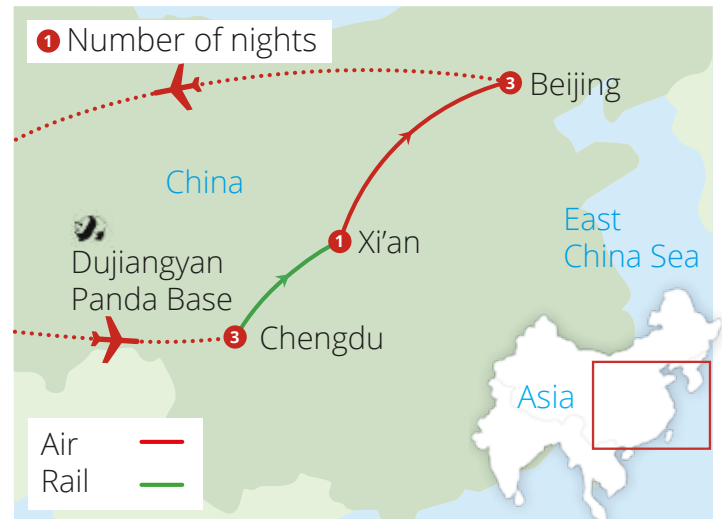 1 Number of nights
3 Beijing
China
East
China Sea
1 Xi’an
Dujiangyan
Panda Base
3 Chengdu
Asia
Air
Rail